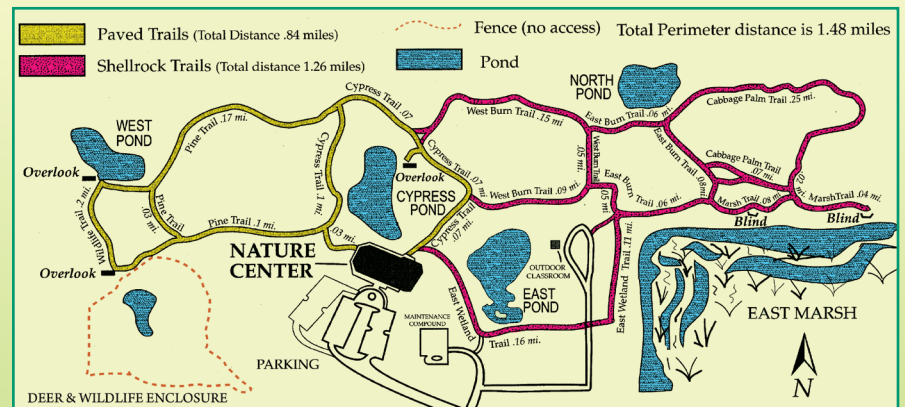 Paved Trails (Total Distance .84 miles)
Shellrock Trails (Total distance 1.26 miles)
Fence (no access)
Total Perimeter distance is 1.48 miles
Pond
NORTH
POND
Cypress Trail .07
West Burn Trail .15 mi.
East Burn Trail .06 mi.
Cabbage Palm Trail .25 mi.
WEST
POND
Pine Trail .17 mi.
Cypress Trail .1 mi.
Overlook
Overlook
CYPRESS
POND
Cypress Trail .07 mi.
West Burn Trail .09 mi.
West Burn Trail
.05 mi.
East Burn Trail .08mi.
Cabbage Palm Trail
.07 mi.
.02
Wildlife Trail .2 mi.
Pine Trail
.03 mi.
Pine Trail .1 mi.
.03 mi.
Cypress Trail
.07 mi.
East Burn
Trail .06 mi.
.05 mi.
Marsh Trail .08 mi.
MarshTrail .04 mi.
Blind
Blind
Overlook
NATURE
CENTER
OUTDOOR
CLASSROOM
EAST
POND
East Wetland Trail .11 mi.
East Wetland
Trail .16 mi.
EAST MARSH
MAINTENANCE
COMPOUND
PARKING
N
DEER & WILDLIFE ENCLOSURE